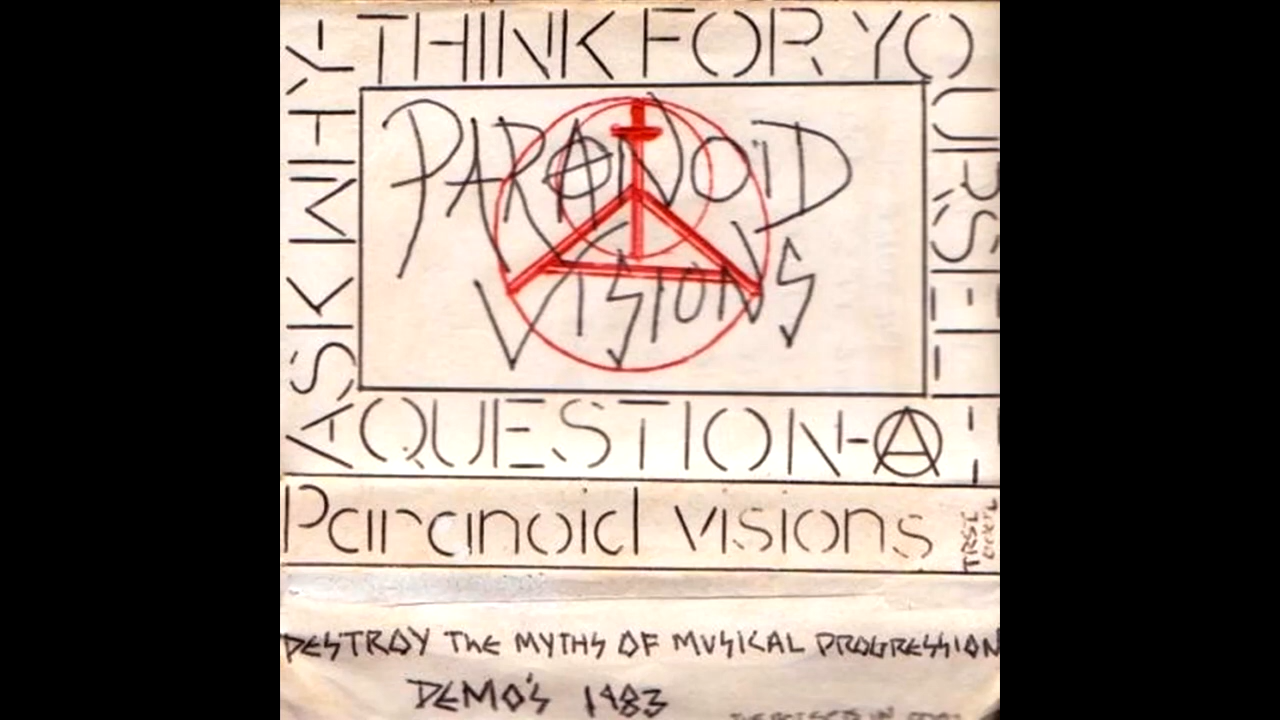 THINK FOR YO
URSELF
ASK WHY
PARANOID
VISIONS
QUESTION-A
Paranoid visions
TRST
DESTROY THE MYTHS OF MUSICAL PROGRESSION
DEMO'S 1983